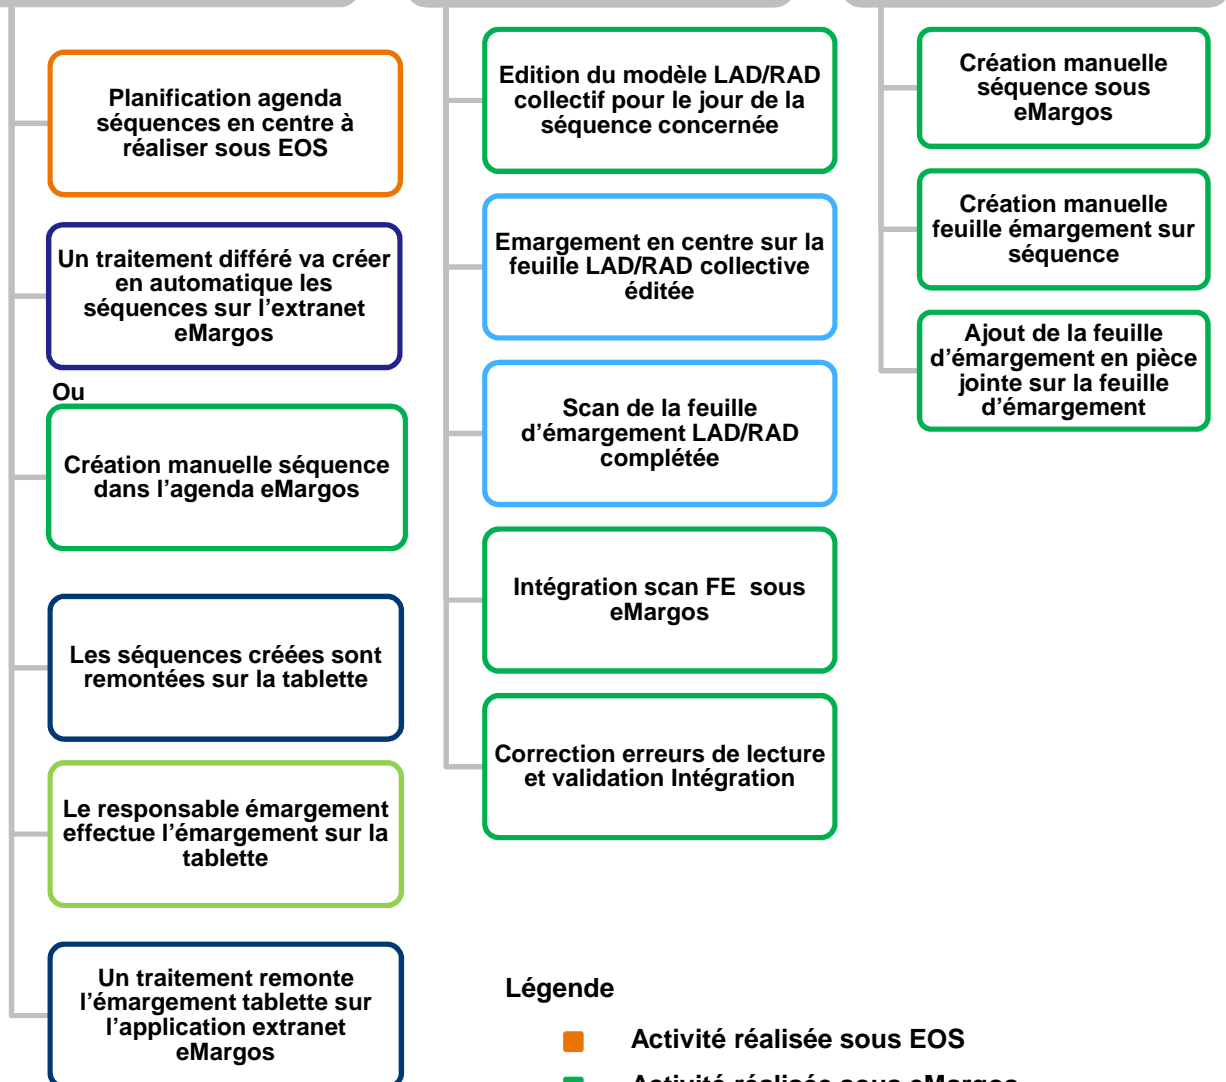 Planification agenda
séquences en centre à
réaliser sous EOS
Un traitement différé va créer
en automatique les
séquences sur l'extranet
eMargos
Ou
Création manuelle séquence
dans l'agenda eMargos
Les séquences créées sont
remontées sur la tablette
Le responsable émargement
effectue l'émargement sur la
tablette
Un traitement remonte
l'émargement tablette sur
l'application extranet
eMargos
Edition du modèle LAD/RAD
collectif pour le jour de la
séquence concernée
Emargement en centre sur la
feuille LAD/RAD collective
éditée
Scan de la feuille
d'émargement LAD/RAD
complétée
Intégration scan FE sous
eMargos
Correction erreurs de lecture
et validation Intégration
Création manuelle
séquence sous
eMargos
Création manuelle
feuille émargement sur
séquence
Ajout de la feuille
d'émargement en pièce
jointe sur la feuille
d'émargement
Légende
Activité réalisée sous EOS
Activité réalisée sous eMargos